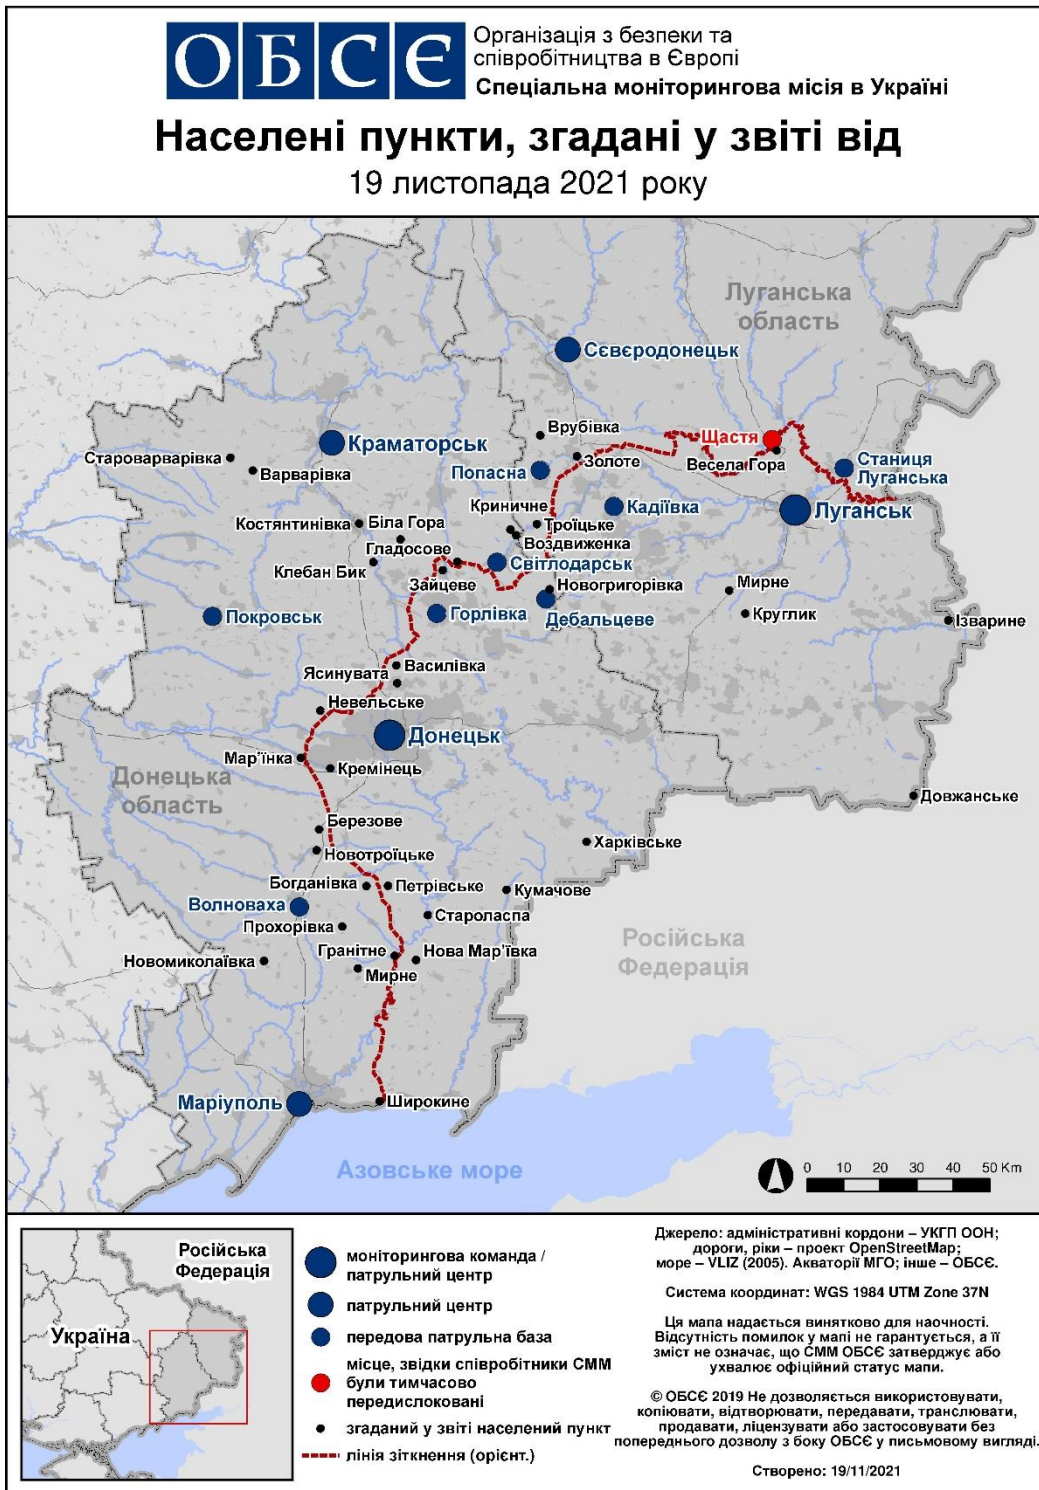 ОБСЄ
Організація з безпеки та
співробітництва в Європі
Спеціальна моніторингова місія в Україні
Населені пункти, згадані у звіті від
19 листопада 2021 року
Луганська
область
Сєвєродонецьк
Врубівка
Щастя
Краматорськ
Староварварівка
Золоте
Весела Гора
Станиця
Луганська
Варварівка
Попасна
Криничне
Кадіївка
Луганськ
Костянтинівка
Біла Гора
Троїцьке
Воздвиженка
Гладосове
Клебан Бик
Світлодарськ
Зайцеве
Новогригорівка
Мирне
Покровськ
Горлівка
Дебальцеве
Круглик
Ізварине
Василівка
Ясинувата
Невельське
Донецьк
Мар'їнка
Кремінець
Донецька
область
Довжанське
Березове
Харківське
Новотроїцьке
Богданівка
Петрівське
Кумачове
Волноваха
Староласпа
Прохорівка
Російська
Федерація
Гранітне
Нова Мар'ївка
Новомиколаївка
Мирне
Маріуполь
Широкине
Азовське море
0 10 20 30 40 50 Km
Російська
Федерація
Україна
моніторингова команда /
патрульний центр
патрульний центр
передова патрульна база
місце, звідки співробітники СММ
були тимчасово
передислоковані
згаданий у звіті населений пункт
лінія зіткнення (орієнт.)
Джерело: адміністративні кордони – УКГП ООН;
дороги, ріки – проект OpenStreetMap;
море – VLIZ (2005). Акваторії МГО; інше – ОБСЄ.
Система координат: WGS 1984 UTM Zone 37N
Ця мапа надається винятково для наочності.
Відсутність помилок у мапі не гарантується, а її
зміст не означає, що СММ ОБСЄ затверджує або
ухвалює офіційний статус мапи.
© ОБСЄ 2019 Не дозволяється використовувати,
копіювати, відтворювати, передавати, транслювати,
продавати, ліцензувати або застосовувати без
попереднього дозволу з боку ОБСЄ у письмовому вигляді.
Створено: 19/11/2021